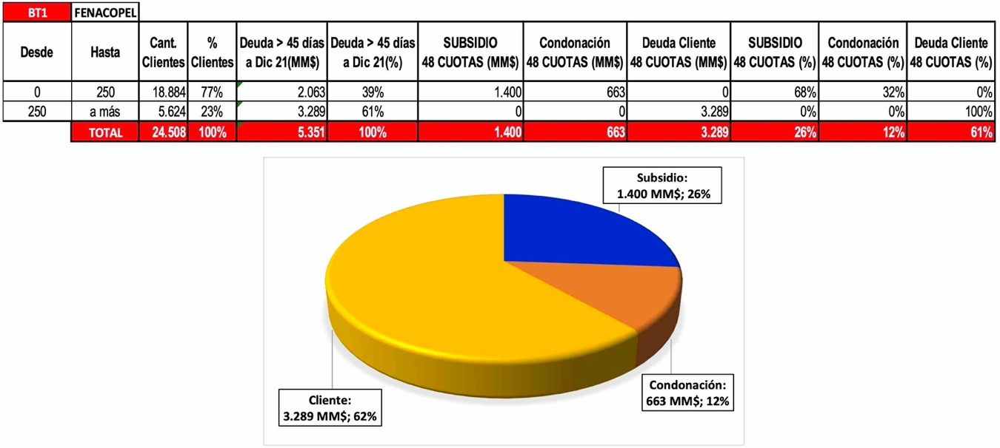 BT1 FENACOPEL
Desde Hasta Cant. Clientes % Clientes Deuda > 45 días a Dic 21(MM$) Deuda > 45 días a Dic 21(%) SUBSIDIO 48 CUOTAS (MM$) Condonación 48 CUOTAS (MM$) Deuda Cliente 48 CUOTAS (MM$) SUBSIDIO 48 CUOTAS (%) Condonación 48 CUOTAS (%) Deuda Cliente 48 CUOTAS (%)
0 250 18.884 77% 2.063 39% 1.400 663 0 68% 32% 0%
250 a más 5.624 23% 3.289 61% 0 0 3.289 0% 0% 100%
TOTAL 24.508 100% 5.351 100% 1.400 663 3.289 26% 12% 61%
Subsidio:
1.400 MM$; 26%
Condonación:
663 MM$; 12%
Cliente:
3.289 MM$; 62%